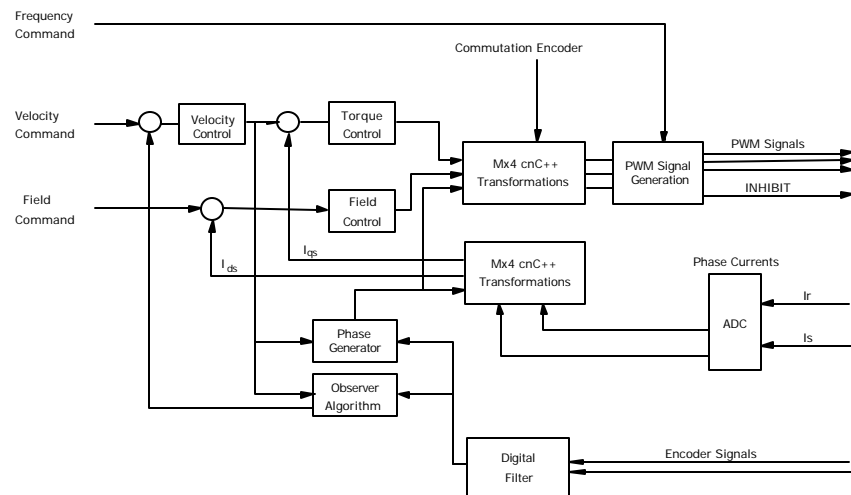 Frequency
Command
Commutation Encoder
Velocity
Command
Velocity
Control
Torque
Control
Mx4 cnC++
Transformations
PWM Signal
Generation
PWM Signals
INHIBIT
Field
Command
Field
Control
Iqs
Ids
Mx4 cnC++
Transformations
Phase Currents
ADC
Ir
Is
Phase
Generator
Observer
Algorithm
Digital
Filter
Encoder Signals